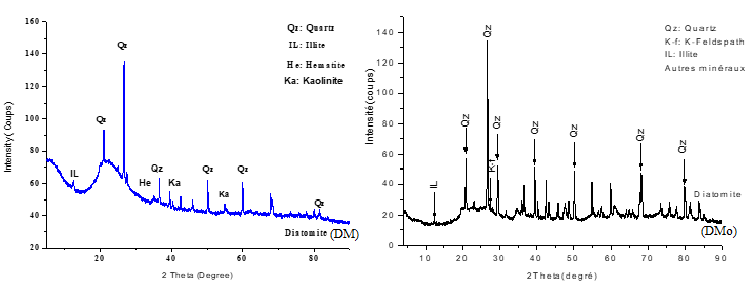 160
140
120
100
80
60
40
20
Intensity ( Coups)
Qz: Quartz
IL: Illite
He: Hematite
Ka: Kaolinite
Qz
Qz
IL
He
Qz
Ka
Ka
Qz
Diatomite (DM)
20
40
60
80
2 Theta (Degree)
140
120
100
80
60
40
20
0
Intensité (coups)
Qz: Quartz
K-f: K-Feldspath
IL: Illite
Autres minéraux
IL
QZ
QZ
K-f
QZ
QZ
QZ
QZ
QZ
Diatomite
(DMo)
10
20
30
40
50
60
70
80
90
2Theta(degré)